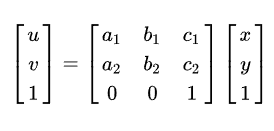 [u v 1] = [a₁ b₁ c₁ x
a₂ b₂ c₂ y
0 0 1 1]